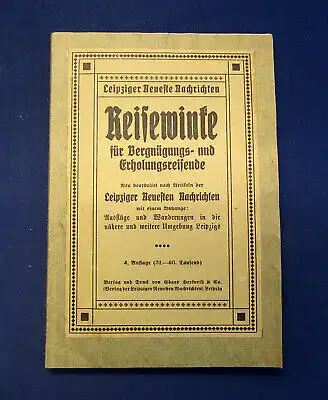 Leipziger Neueste Nachrichten
Reisewinke
für Vergnügungs- und
Erholungsreisende
Neu bearbeitet nach Artikeln der
Leipziger Neuesten Nachrichten
mit einem Anhange:
Ausflüge und Wanderungen in die
nähere und weitere Umgebung Leipzigs
4. Auflage (31—40. Tausend)
Verlag und Druck von Edgar Herfurth & Co.
(Verlag der Leipziger Neuesten Nachrichten) Leipzig